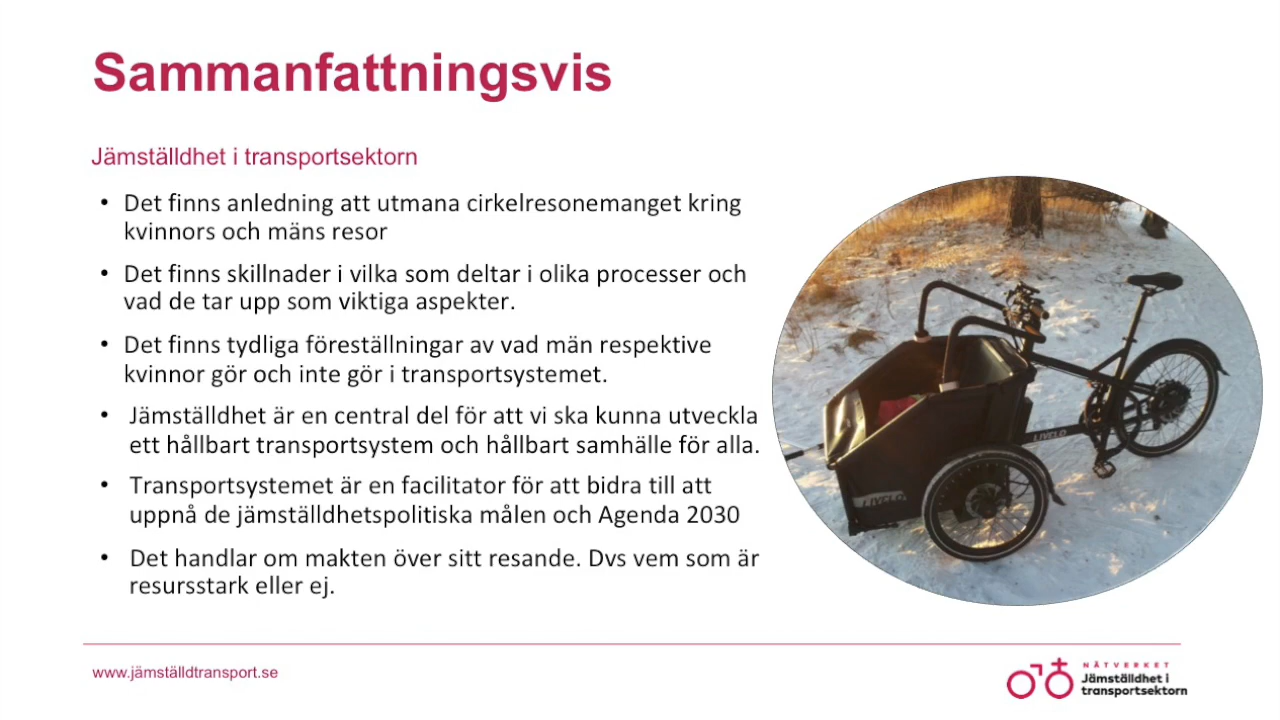 Sammanfattningsvis
Jämställdhet i transportsektorn
• Det finns anledning att utmana cirkelresonemanget kring
kvinnors och mäns resor
• Det finns skillnader i vilka som deltar i olika processer och
vad de tar upp som viktiga aspekter.
• Det finns tydliga föreställningar av vad män respektive
kvinnor gör och inte gör i transportsystemet.
• Jämställdhet är en central del för att vi ska kunna utveckla
ett hållbart transportsystem och hållbart samhälle för alla.
• Transportsystemet är en facilitator för att bidra till att
uppnå de jämställdhetspolitiska målen och Agenda 2030
• Det handlar om makten över sitt resande. Dvs vem som är
resursstark eller ej.
LIVELO
LIVELO
www.jämställdtransport.se
NÄTVERKET
Jämställdhet i
transportsektorn